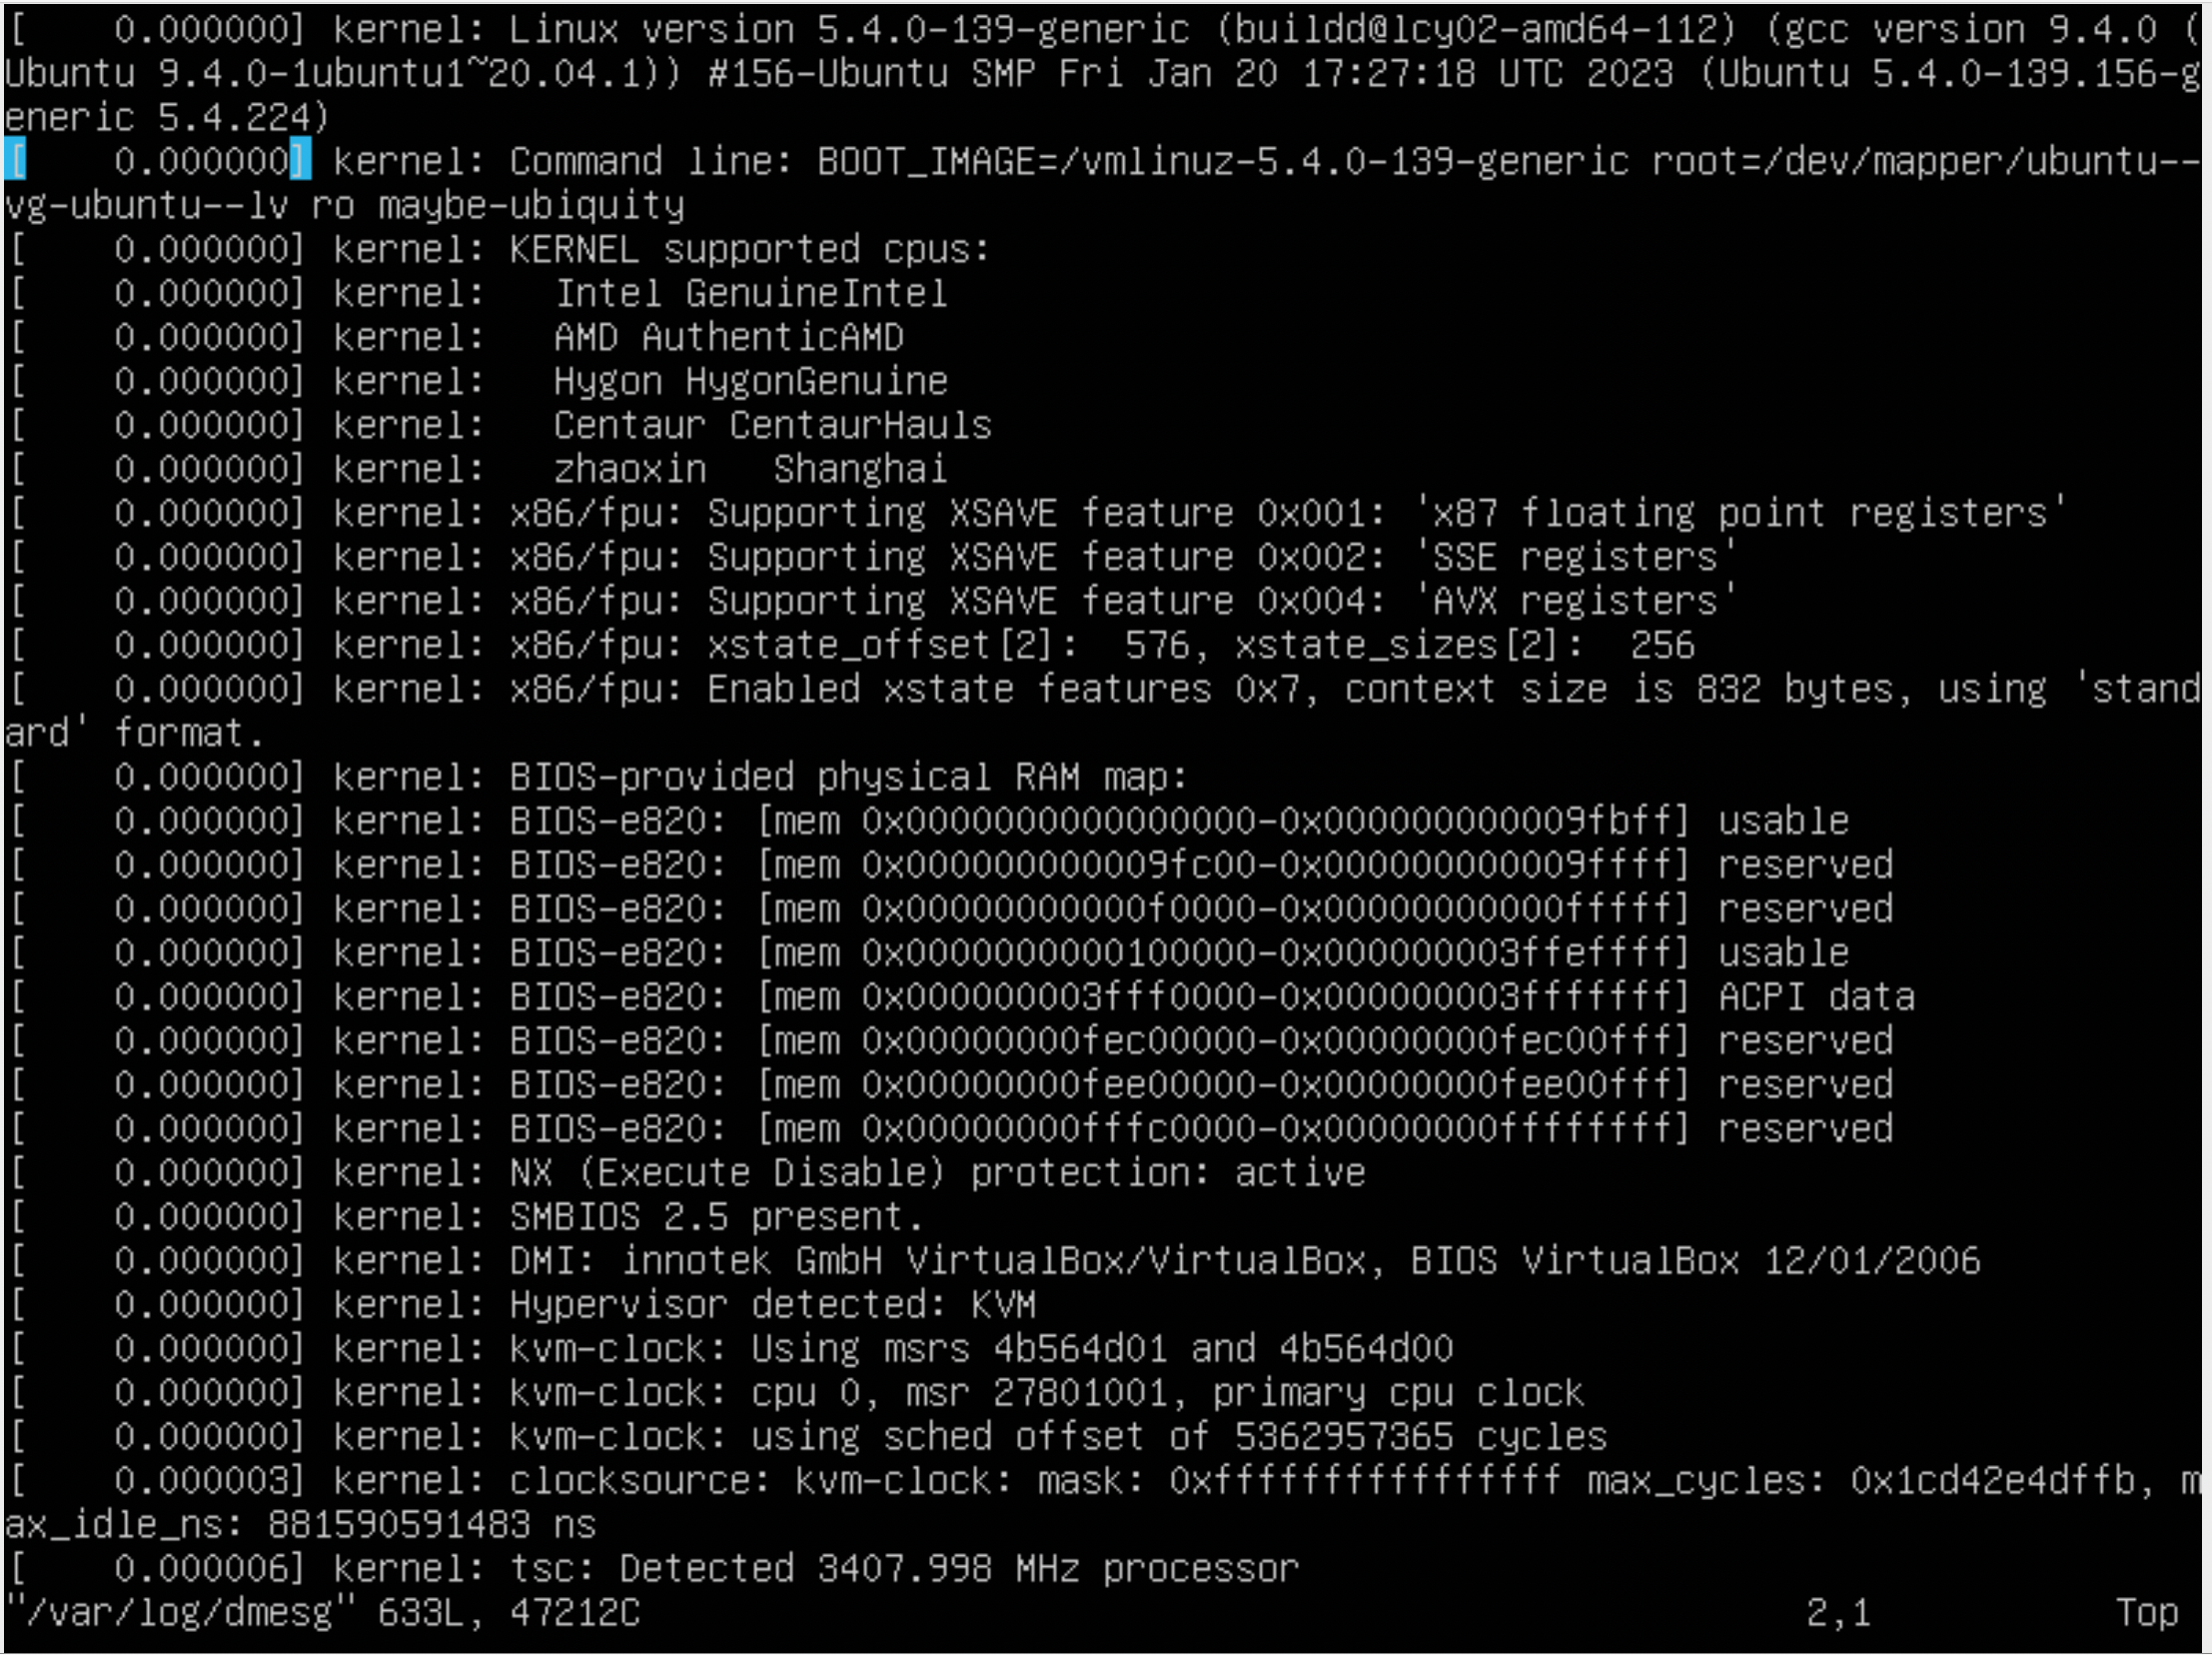 [    0.000000] kernel: Linux version 5.4.0-139-generic (buildd@lcy02-amd64-112) (gcc version 9.4.0 (
Ubuntu 9.4.0-1ubuntu1~20.04.1)) #156-Ubuntu SMP Fri Jan 20 17:27:18 UTC 2023 (Ubuntu 5.4.0-139.156-g
eneric 5.4.224)
[    0.000000] kernel: Command line: BOOT_IMAGE=/vmlinuz-5.4.0-139-generic root=/dev/mapper/ubuntu--
vg-ubuntu--lv ro maybe-ubiquity
[    0.000000] kernel: KERNEL supported cpus:
[    0.000000] kernel:   Intel GenuineIntel
[    0.000000] kernel:   AMD AuthenticAMD
[    0.000000] kernel:   Hygon HygonGenuine
[    0.000000] kernel:   Centaur CentaurHauls
[    0.000000] kernel:   zhaoxin   Shanghai
[    0.000000] kernel: x86/fpu: Supporting XSAVE feature 0x001: 'x87 floating point registers'
[    0.000000] kernel: x86/fpu: Supporting XSAVE feature 0x002: 'SSE registers'
[    0.000000] kernel: x86/fpu: Supporting XSAVE feature 0x004: 'AVX registers'
[    0.000000] kernel: x86/fpu: xstate_offset[2]:  576, xstate_sizes[2]:  256
[    0.000000] kernel: x86/fpu: Enabled xstate features 0x7, context size is 832 bytes, using 'stand
ard' format.
[    0.000000] kernel: BIOS-provided physical RAM map:
[    0.000000] kernel: BIOS-e820: [mem 0x0000000000000000-0x000000000009fbff] usable
[    0.000000] kernel: BIOS-e820: [mem 0x000000000009fc00-0x000000000009ffff] reserved
[    0.000000] kernel: BIOS-e820: [mem 0x00000000000f0000-0x00000000000fffff] reserved
[    0.000000] kernel: BIOS-e820: [mem 0x0000000000100000-0x000000003ffeffff] usable
[    0.000000] kernel: BIOS-e820: [mem 0x000000003fff0000-0x000000003fffffff] ACPI data
[    0.000000] kernel: BIOS-e820: [mem 0x00000000fec00000-0x00000000fec00fff] reserved
[    0.000000] kernel: BIOS-e820: [mem 0x00000000fee00000-0x00000000fee00fff] reserved
[    0.000000] kernel: BIOS-e820: [mem 0x00000000fffc0000-0x00000000ffffffff] reserved
[    0.000000] kernel: NX (Execute Disable) protection: active
[    0.000000] kernel: SMBIOS 2.5 present.
[    0.000000] kernel: DMI: innotek GmbH VirtualBox/VirtualBox, BIOS VirtualBox 12/01/2006
[    0.000000] kernel: Hypervisor detected: KVM
[    0.000000] kernel: kvm-clock: Using msrs 4b564d01 and 4b564d00
[    0.000000] kernel: kvm-clock: cpu 0, msr 27801001, primary cpu clock
[    0.000000] kernel: kvm-clock: using sched offset of 5362957365 cycles
[    0.000003] kernel: clocksource: kvm-clock: mask: 0xffffffffffffffff max_cycles: 0x1cd42e4dffb, m
ax_idle_ns: 881590591483 ns
[    0.000006] kernel: tsc: Detected 3407.998 MHz processor
"/var/log/dmesg" 633L, 47212C    2,1    Top